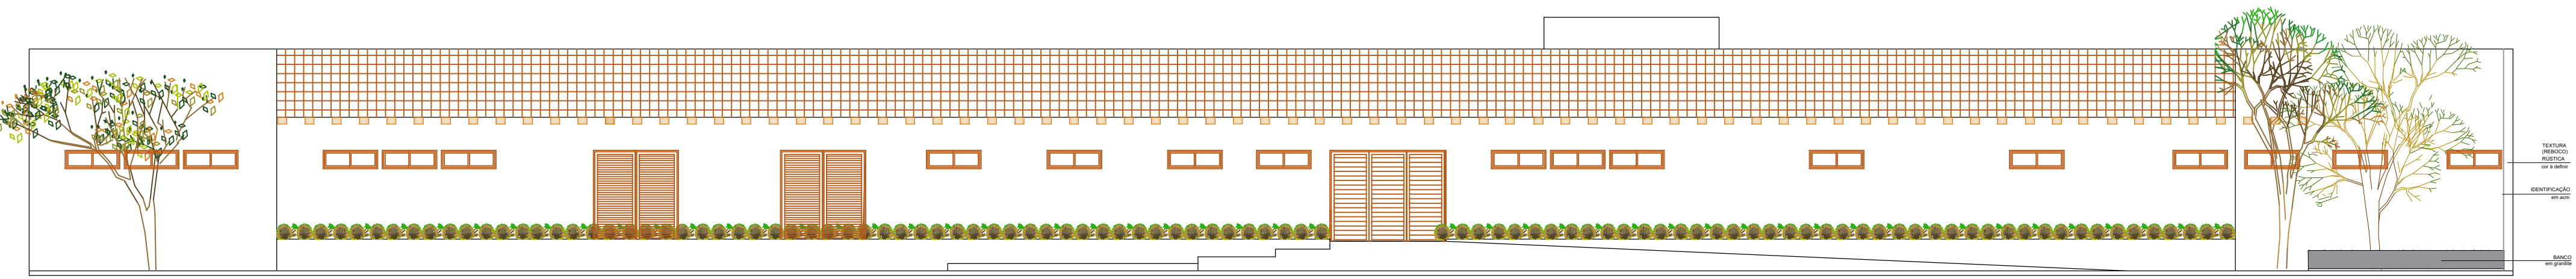 TEXTURA
(REBOCO)
RÚSTICA
cor à definir
IDENTIFICAÇÃO
em acm
BANCO
em granilite